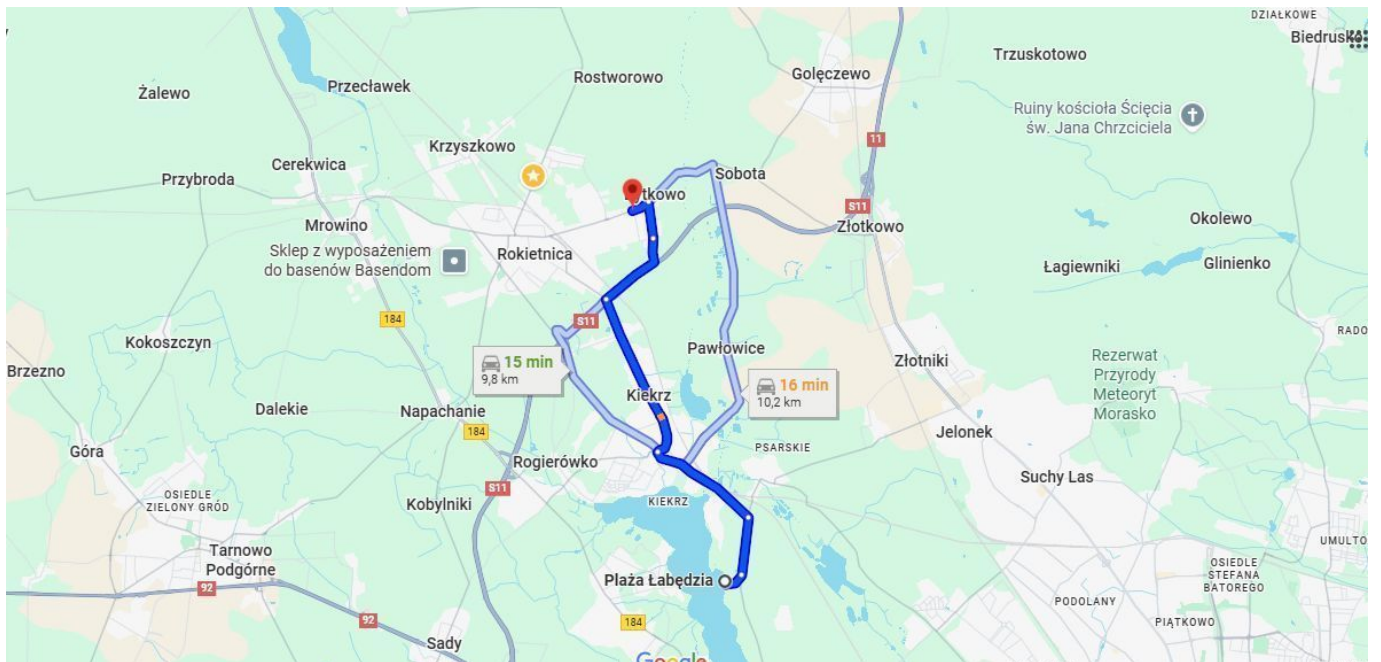 DZIAŁKOWE
Biedrusko
Trzuskotowo
Rostworowo
Golęczewo
Przecławek
Żalewo
Ruiny kościoła Ścięcia
św. Jana Chrzciciela
11
Krzyszkowo
Cerekwica
Sobota
Przybroda
S11
Okolewo
Mrowino
Złotkowo
Sklep z wyposażeniem
do basenów Basendom
Rokietnica
Glinienko
Łagiewniki
184
S11
RADO
Kokoszczyn
Pawłowice
15 min
9,8 km
Złotniki
Rezerwat
Przyrody
Meteoryt
Morasko
Brzezno
16 min
10,2 km
Kiekrz
Dalekie
Napachanie
184
Jelonek
Góra
PSARSKIE
Rogierówko
Suchy Las
S11
OSIEDLE
ZIELONY GRÓD
Kobylniki
KIEKRZ
UMULTO
Tarnowo
Podgórne
OSIEDLE
STEFANA
BATOREGO
Plaża Łabędzia
92
PODOLANY
92
184
PIĄTKOWO
Sady
Google